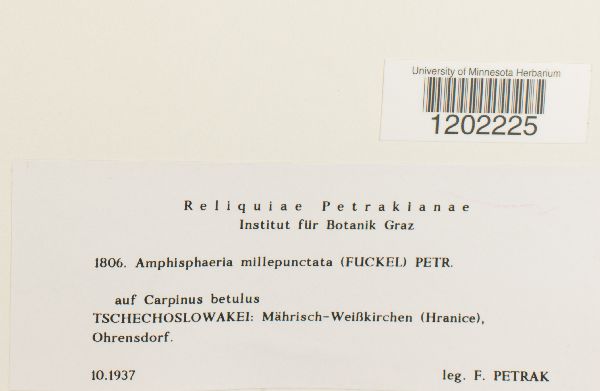 University of Minnesota Herbarium
1202225
Reliquiae Petrakianae
Institut für Botanik Graz
1806. Amphisphaeria millepunctata (FUCKEL) PETR.
auf Carpinus betulus
TSCHECHOSLOWAKEI: Mährisch-Weißkirchen (Hranice),
Ohrensdorf.
10.1937 leg. F. PETRAK